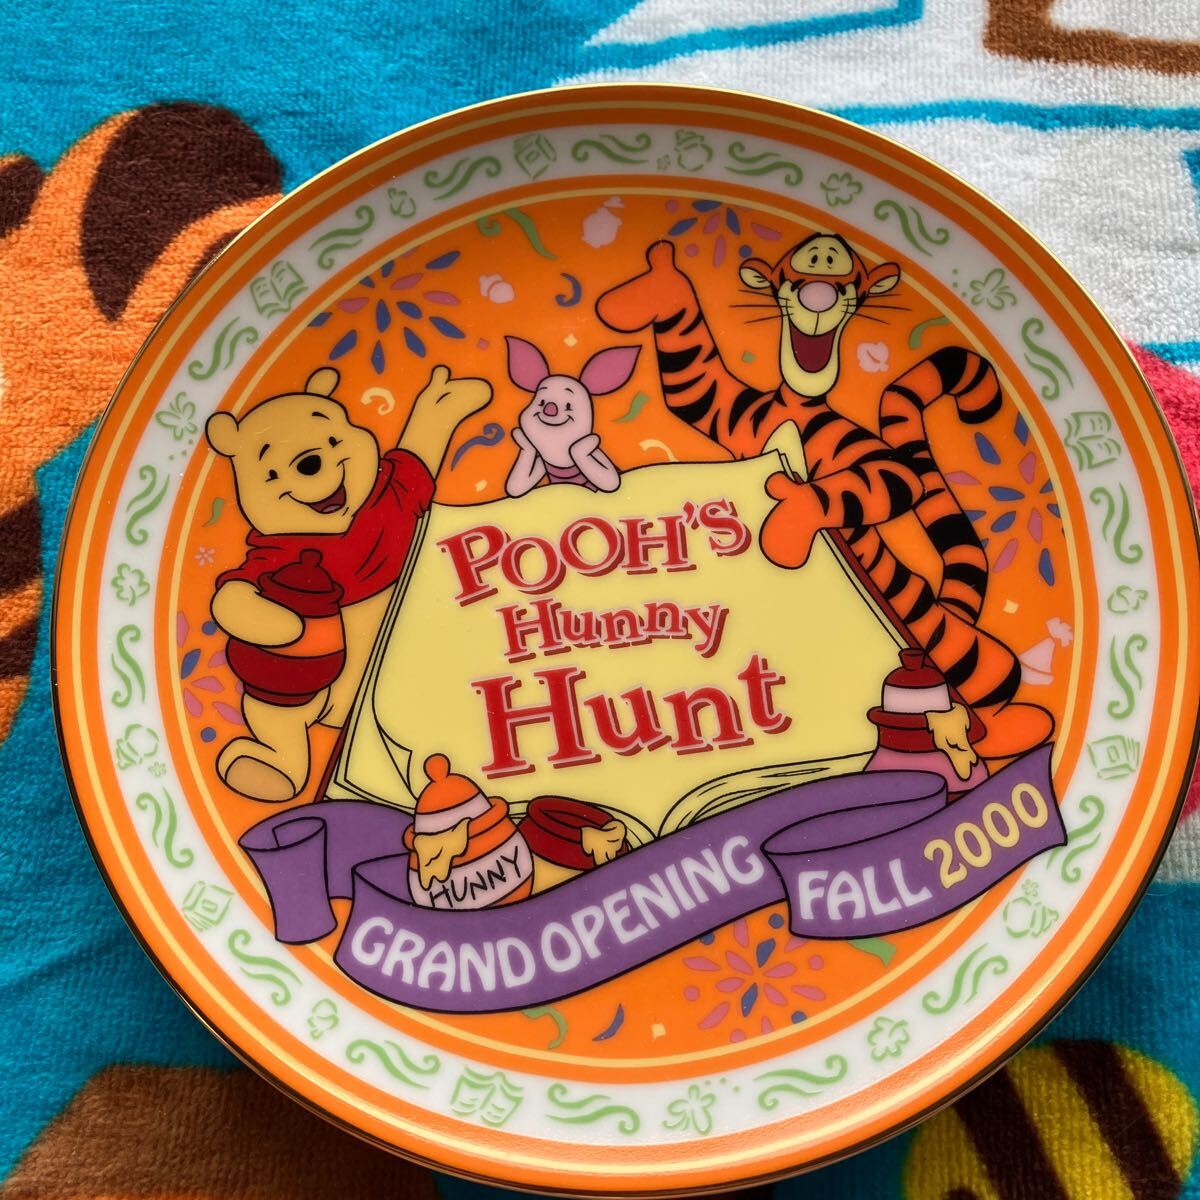 POOH'S
Hunny
Hunt
HUNNY
GRAND OPENING FALL 2000